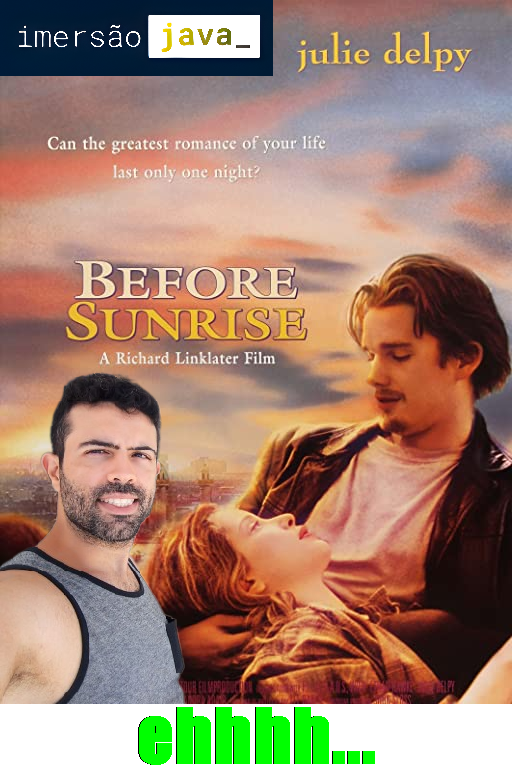 imersão java_
julie delpy
Can the greatest romance of your life
last only one night?
BEFORE
SUNRISE
A Richard Linklater Film
ehhhh...